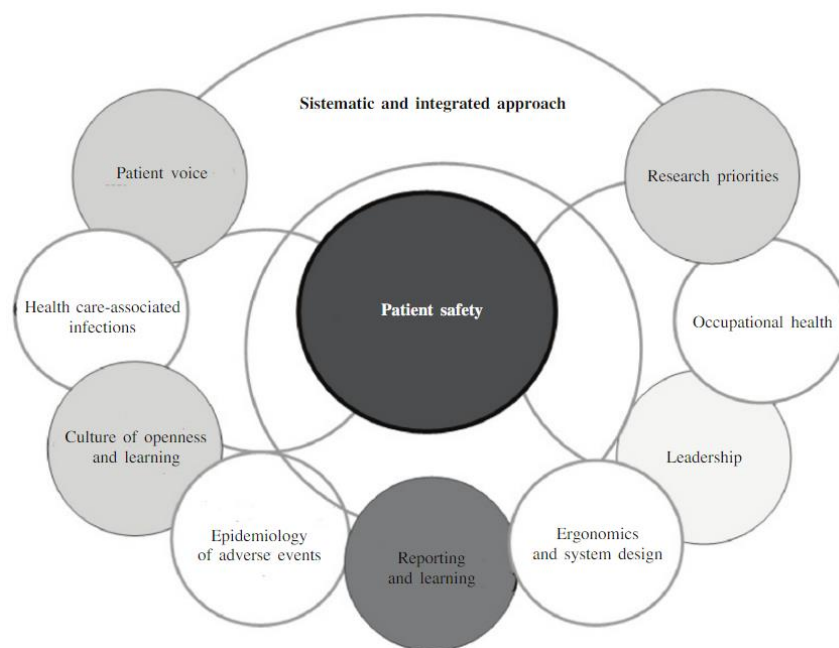 Sistematic and integrated approach
Patient voice
Research priorities
Health care-associated
infections
Patient safety
Occupational health
Culture of openness
and learning
Leadership
Epidemiology
of adverse events
Reporting
and learning
Ergonomics
and system design